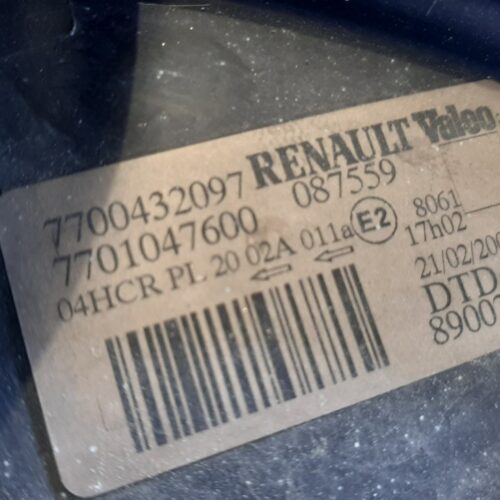 RENAULT Valeo
7700432097 087559
7701047600
04HCR PL 20 02A 011a E2
8061
17h02
21/02/200
DTD
8900